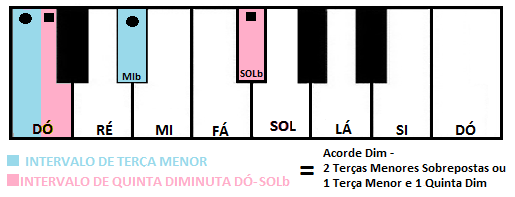 MIb
SOLb
DÓ RÉ MI FÁ SOL LÁ SI DÓ
INTERVALO DE TERÇA MENOR
INTERVALO DE QUINTA DIMINUTA DÓ-SOLb
=
Acorde Dim -
2 Terças Menores Sobrepostas ou
1 Terça Menor e 1 Quinta Dim